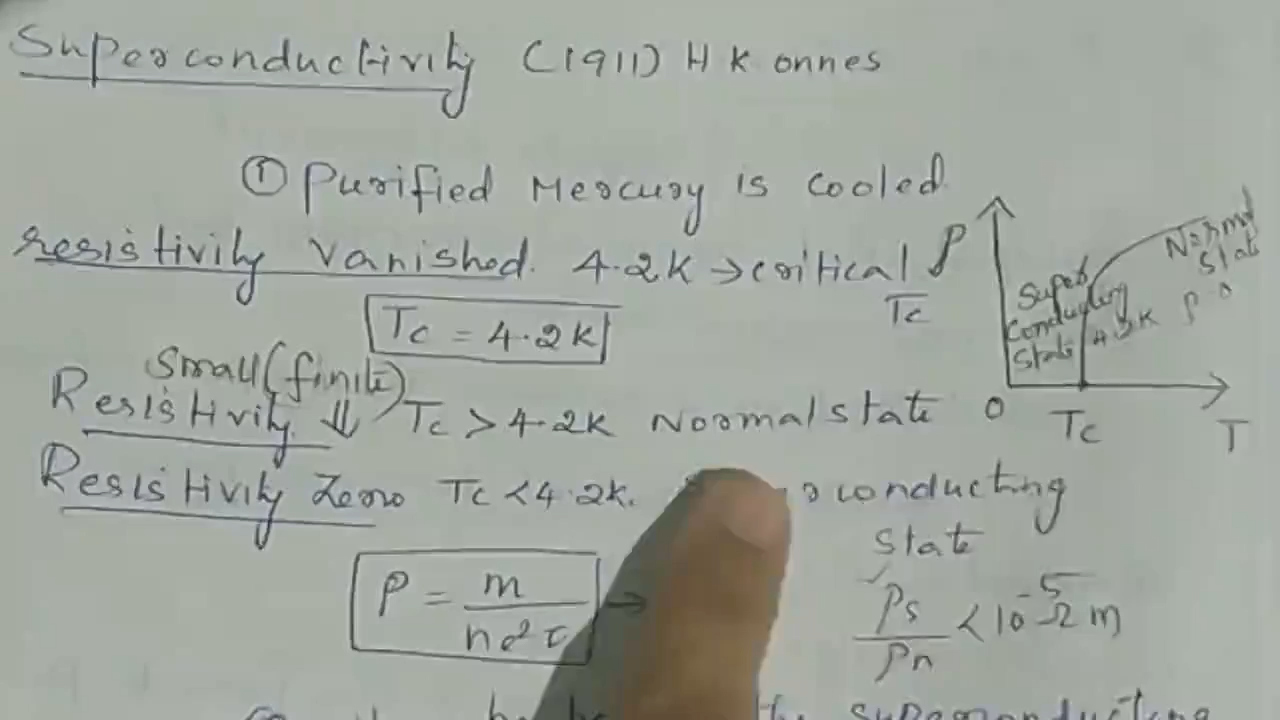 Superconductivity (1911) H K onnes
① Purified Mercury is cooled
resistivity vanished. 4.2K → critical Tc
Tc = 4.2K
Small (finite)
Resistivity ⇓ Tc > 4.2K Normal state
Resistivity Zero Tc < 4.2K. conducting
state
ρ = m / ne²τ →
ρs / ρn < 10⁻⁵ Ω m
ρ
Normal
State
Super
Conducting
State
4.2K
0 Tc T
superconducting